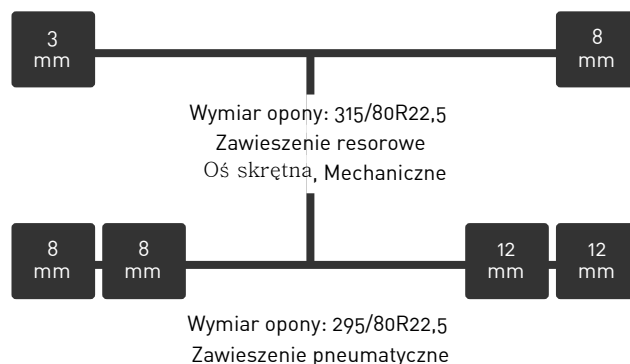 3
mm
8
mm
Wymiar opony: 315/80R22,5
Zawieszenie resorowe
Oś skrętna, Mechaniczne
8
mm
8
mm
12
mm
12
mm
Wymiar opony: 295/80R22,5
Zawieszenie pneumatyczne